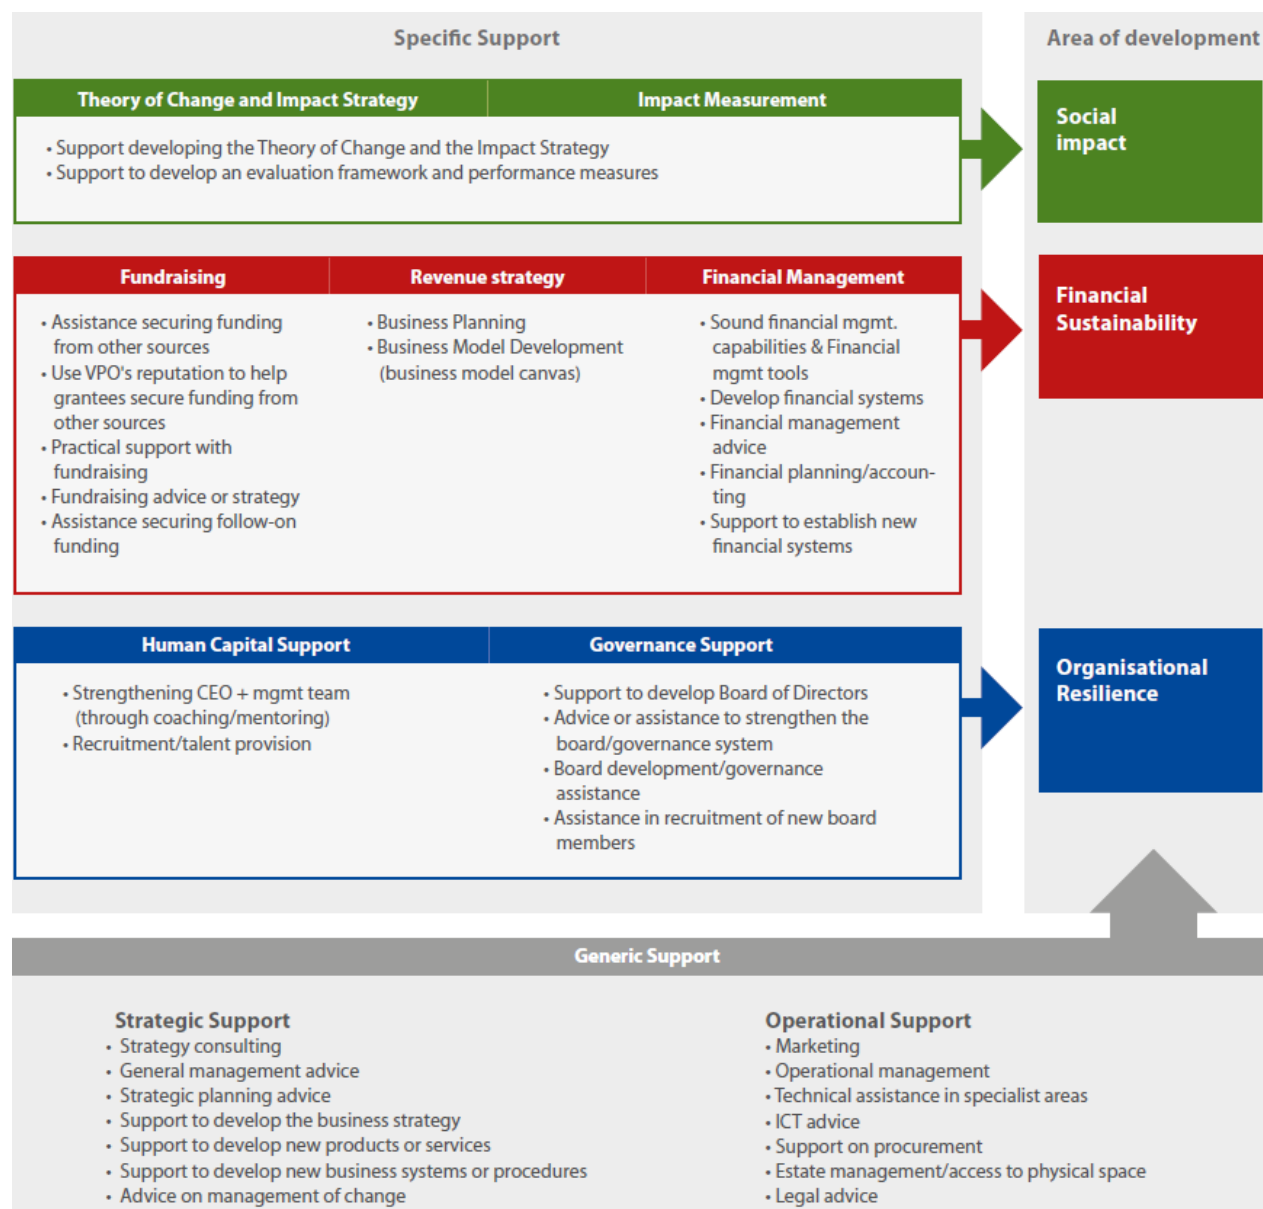 Specific Support
Area of development
Theory of Change and Impact Strategy
Impact Measurement
• Support developing the Theory of Change and the Impact Strategy
• Support to develop an evaluation framework and performance measures
Social
impact
Fundraising
Revenue strategy
Financial Management
• Assistance securing funding
from other sources
• Use VPO's reputation to help
grantees secure funding from
other sources
• Practical support with
fundraising
• Fundraising advice or strategy
• Assistance securing follow-on
funding
• Business Planning
• Business Model Development
(business model canvas)
• Sound financial mgmt.
capabilities & Financial
mgmt tools
• Develop financial systems
• Financial management
advice
• Financial planning/accoun-
ting
• Support to establish new
financial systems
Financial
Sustainability
Human Capital Support
Governance Support
• Strengthening CEO + mgmt team
(through coaching/mentoring)
• Recruitment/talent provision
• Support to develop Board of Directors
• Advice or assistance to strengthen the
board/governance system
• Board development/governance
assistance
• Assistance in recruitment of new board
members
Organisational
Resilience
Generic Support
Strategic Support
• Strategy consulting
• General management advice
• Strategic planning advice
• Support to develop the business strategy
• Support to develop new products or services
• Support to develop new business systems or procedures
• Advice on management of change
Operational Support
• Marketing
• Operational management
• Technical assistance in specialist areas
• ICT advice
• Support on procurement
• Estate management/access to physical space
• Legal advice